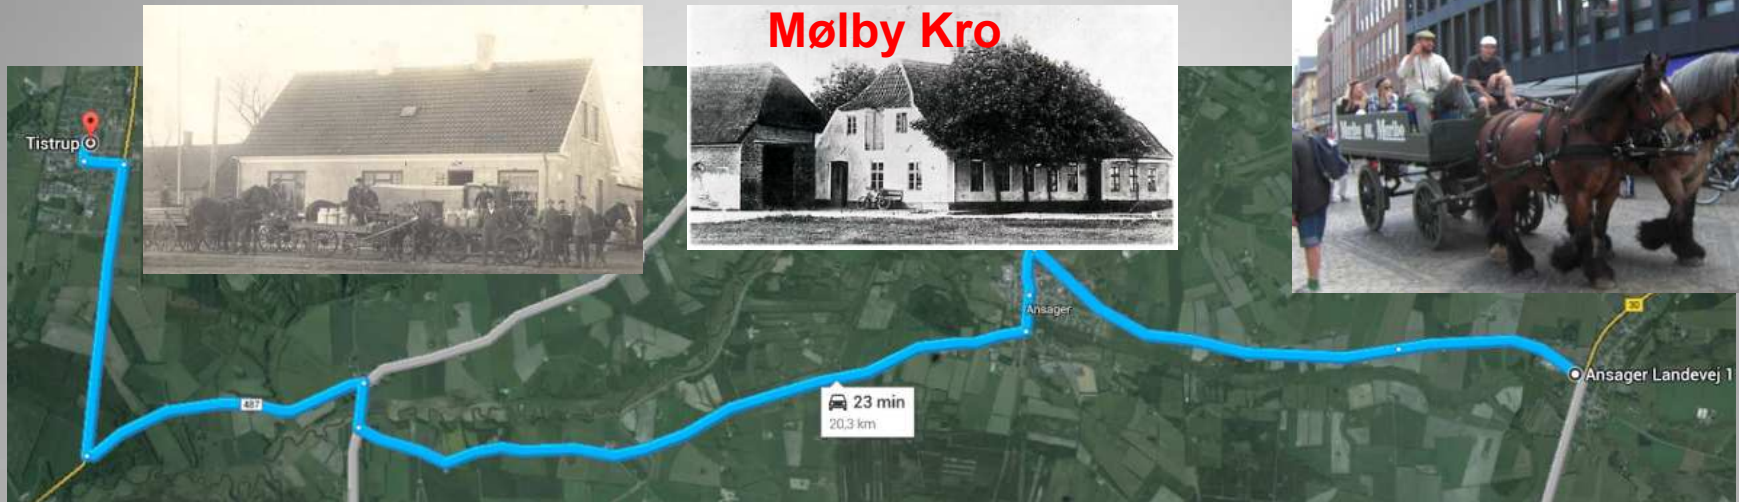 Mølby Kro
Tistrup
Ansager
30
Ansager Landevej 1
487
23 min
20,3 km